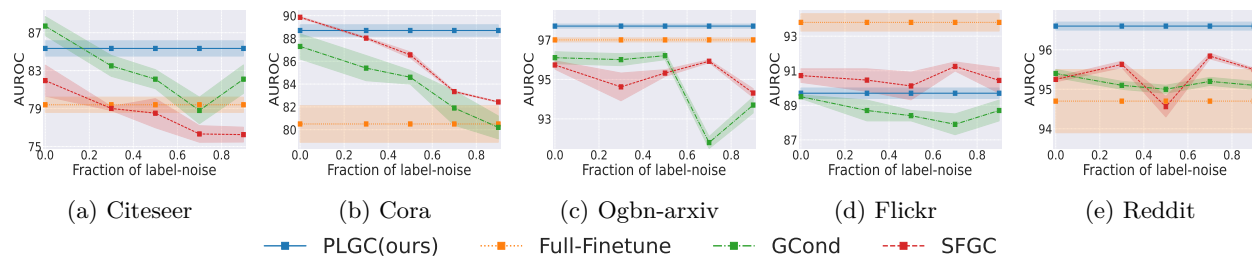 AUROC
87
83
79
75
0.0 0.2 0.4 0.6 0.8
Fraction of label-noise
(a) Citeseer
AUROC
90
88
86
84
82
80
0.0 0.2 0.4 0.6 0.8
Fraction of label-noise
(b) Cora
AUROC
97
95
93
0.0 0.2 0.4 0.6 0.8
Fraction of label-noise
(c) Ogbn-arxiv
AUROC
93
91
89
87
0.0 0.2 0.4 0.6 0.8
Fraction of label-noise
(d) Flickr
AUROC
96
95
94
0.0 0.2 0.4 0.6 0.8
Fraction of label-noise
(e) Reddit
PLGC(ours) Full-Finetune GCond SFGC